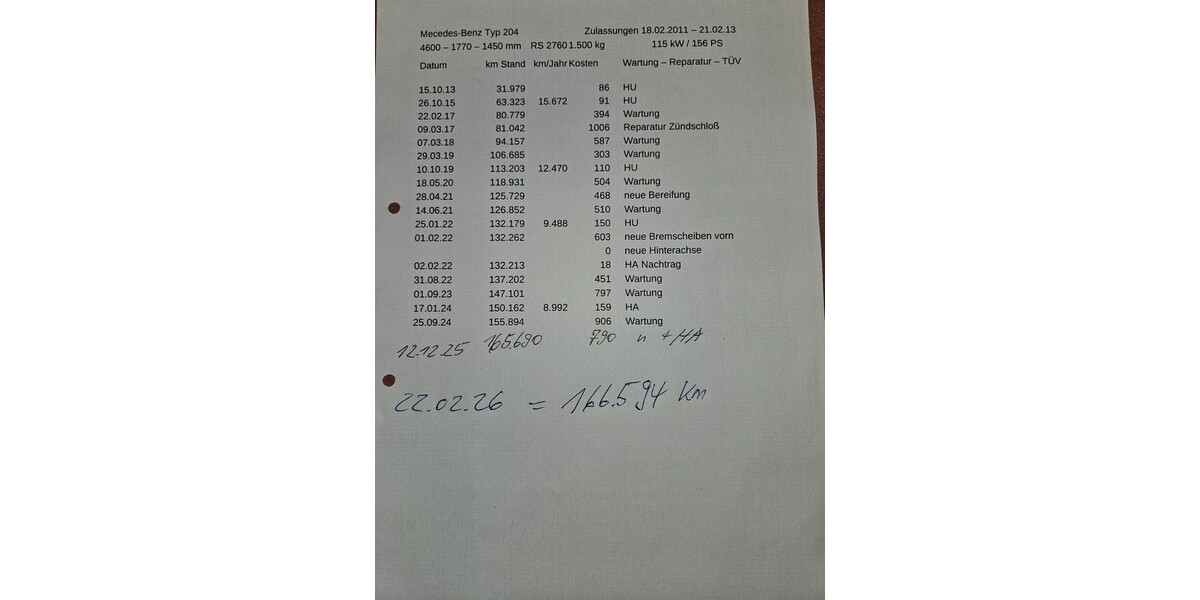 Mecedes-Benz Typ 204 Zulassungen 18.02.2011 – 21.02.13
4600 – 1770 – 1450 mm RS 2760 1.500 kg 115 kW / 156 PS
Datum km Stand km/Jahr Kosten Wartung – Reparatur – TÜV
15.10.13 31.979 86 HU
26.10.15 63.323 15.672 91 HU
22.02.17 80.779 394 Wartung
09.03.17 81.042 1006 Reparatur Zündschloß
07.03.18 94.157 587 Wartung
29.03.19 106.685 303 Wartung
10.10.19 113.203 12.470 110 HU
18.05.20 118.931 504 Wartung
28.04.21 125.729 468 neue Bereifung
14.06.21 126.852 510 Wartung
25.01.22 132.179 9.488 150 HU
01.02.22 132.262 603 neue Bremscheiben vorn
0 neue Hinterachse
02.02.22 132.213 18 HA Nachtrag
31.08.22 137.202 451 Wartung
01.09.23 147.101 797 Wartung
17.01.24 150.162 8.992 159 HA
25.09.24 155.894 906 Wartung
12.12.25 165.690 790 " + HA
22.02.26 = 166.594 Km